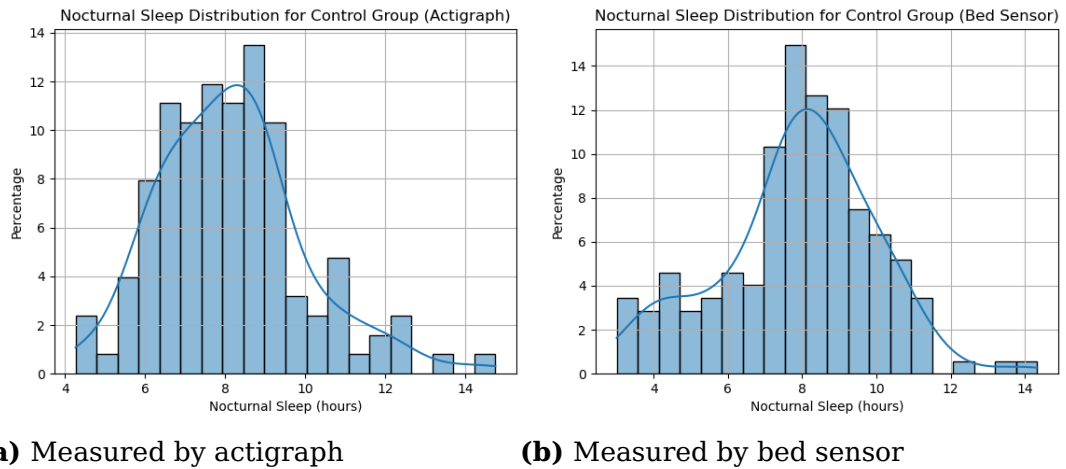 Nocturnal Sleep Distribution for Control Group (Actigraph)
14
12
10
8
6
4
2
0
Percentage
4 6 8 10 12 14
Nocturnal Sleep (hours)
a) Measured by actigraph
Nocturnal Sleep Distribution for Control Group (Bed Sensor)
14
12
10
8
6
4
2
0
Percentage
4 6 8 10 12 14
Nocturnal Sleep (hours)
(b) Measured by bed sensor